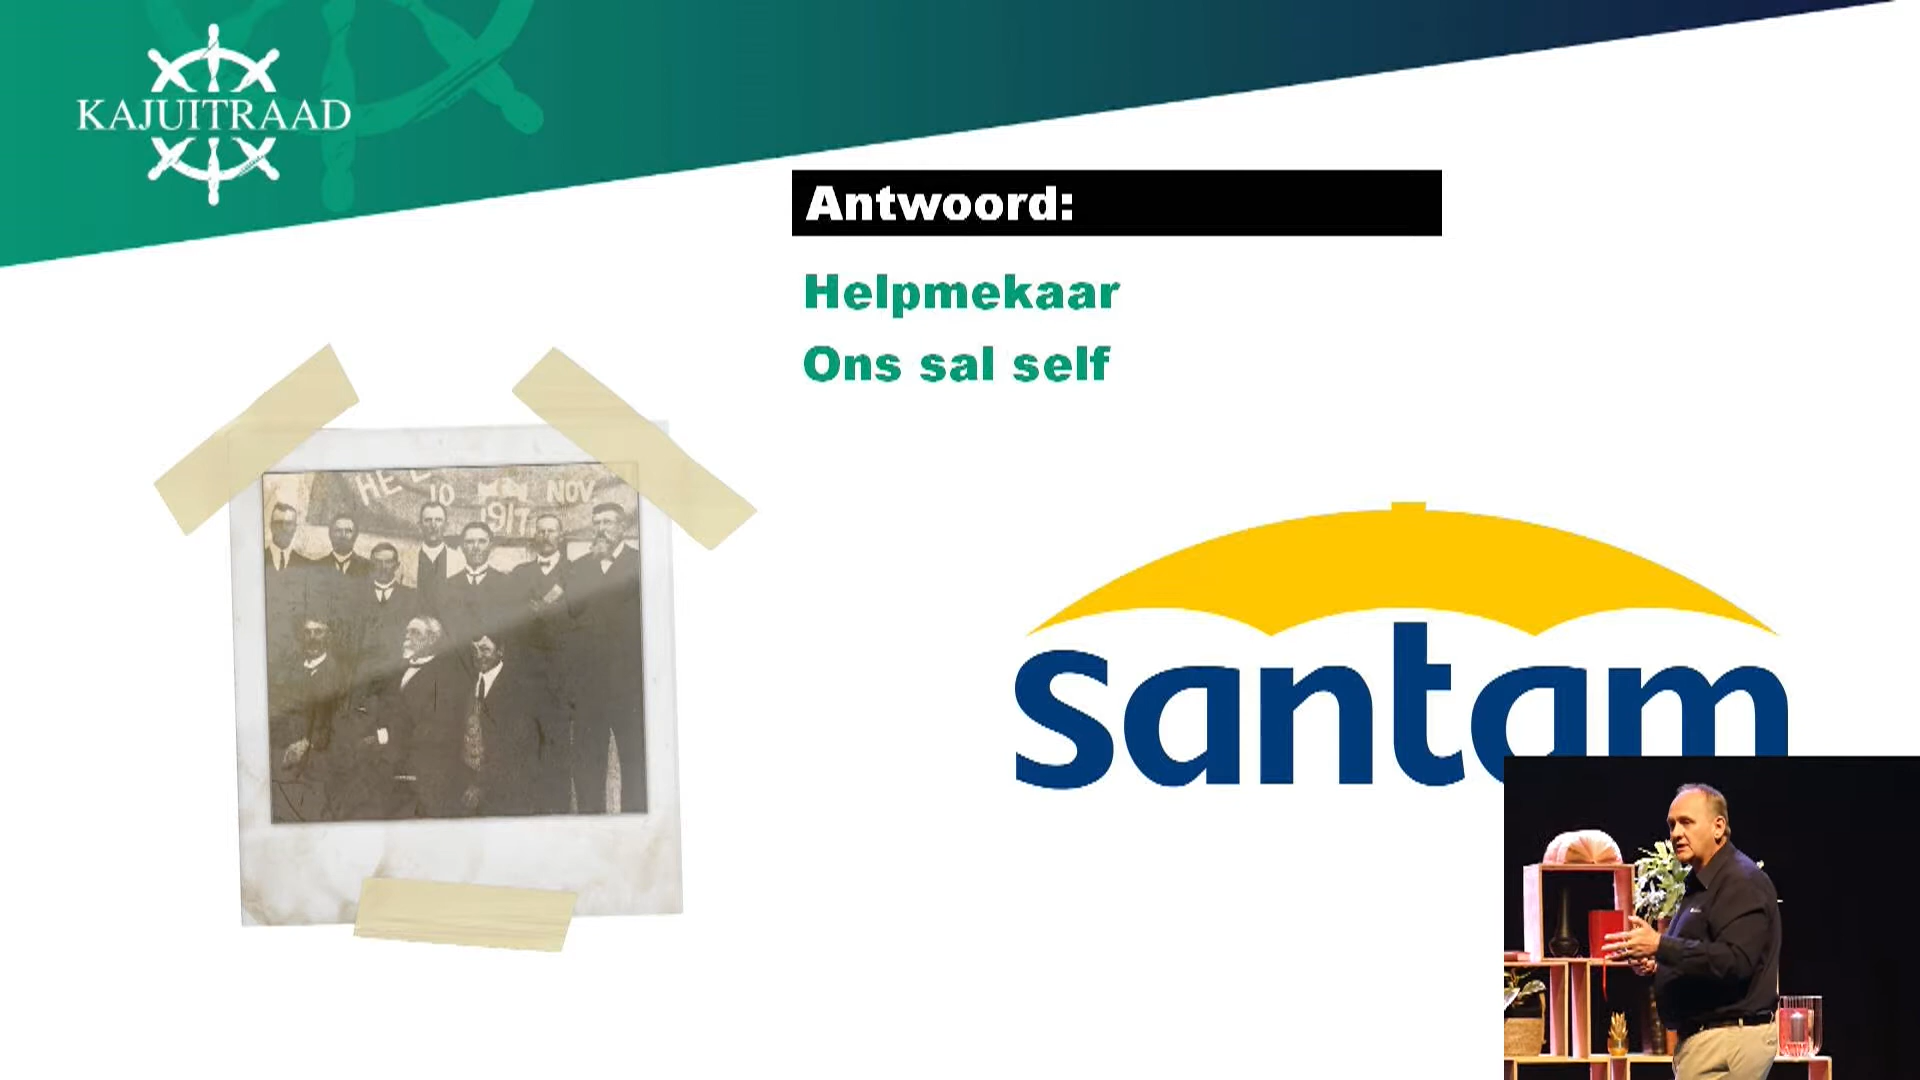 KAJUITRAAD
Antwoord:
Helpmekaar
Ons sal self
10 NOV
1917
santam